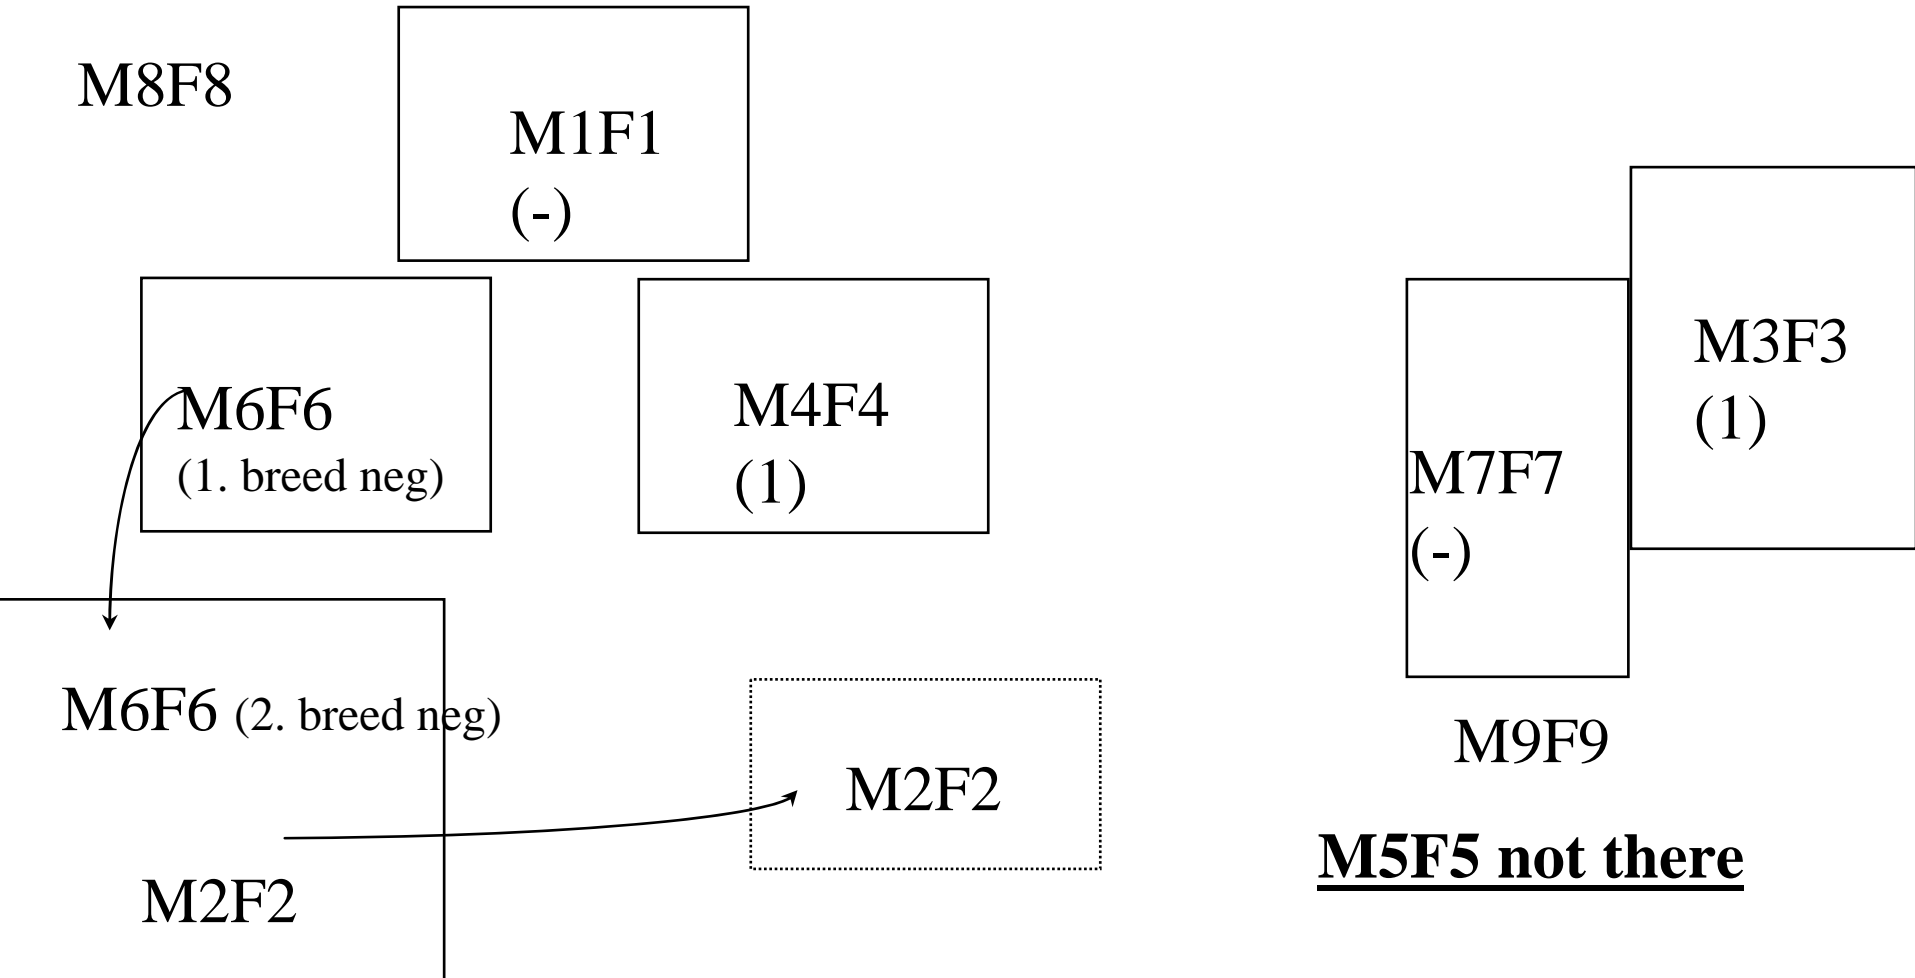 M8F8
M1F1
(-)
M6F6
(1. breed neg)
M4F4
(1)
M3F3
(1)
M7F7
(-)
M6F6 (2. breed neg)
M2F2
M2F2
M9F9
M5F5 not there